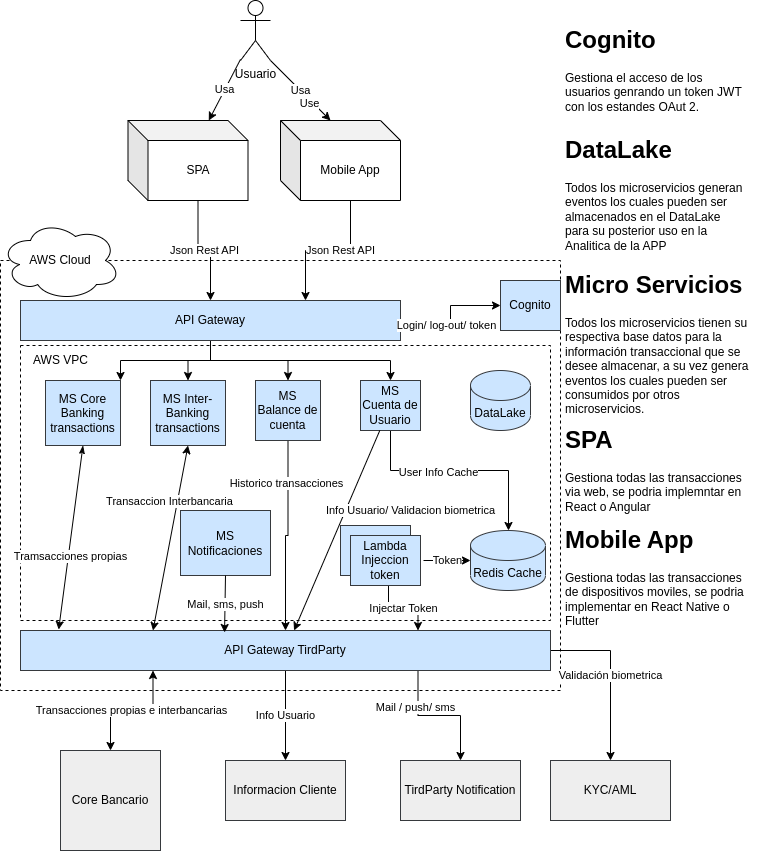 Usuario
Usa
Usa
Use
SPA
Mobile App
Json Rest API
Json Rest API
AWS Cloud
API Gateway
Cognito
Login/ log-out/ token
AWS VPC
MS Core
Banking
transactions
MS Inter-
Banking
transactions
MS
Balance de
cuenta
MS
Cuenta de
Usuario
DataLake
User Info Cache
Historico transacciones
Transaccion Interbancaria
Info Usuario/ Validacion biometrica
MS
Notificaciones
Lambda
Injeccion
token
Token
Redis Cache
Tramsacciones propias
Mail, sms, push
Injectar Token
API Gateway TirdParty
Validación biometrica
Transacciones propias e interbancarias
Info Usuario
Mail / push/ sms
Core Bancario
Informacion Cliente
TirdParty Notification
KYC/AML
Cognito
Gestiona el acceso de los
usuarios genrando un token JWT
con los estandes OAut 2.
DataLake
Todos los microservicios generan
eventos los cuales pueden ser
almacenados en el DataLake
para su posterior uso en la
Analitica de la APP
Micro Servicios
Todos los microservicios tienen su
respectiva base datos para la
información transaccional que se
desee almacenar, a su vez genera
eventos los cuales pueden ser
consumidos por otros
microservicios.
SPA
Gestiona todas las transacciones
via web, se podria implemntar en
React o Angular
Mobile App
Gestiona todas las transacciones
de dispositivos moviles, se podria
implementar en React Native o
Flutter